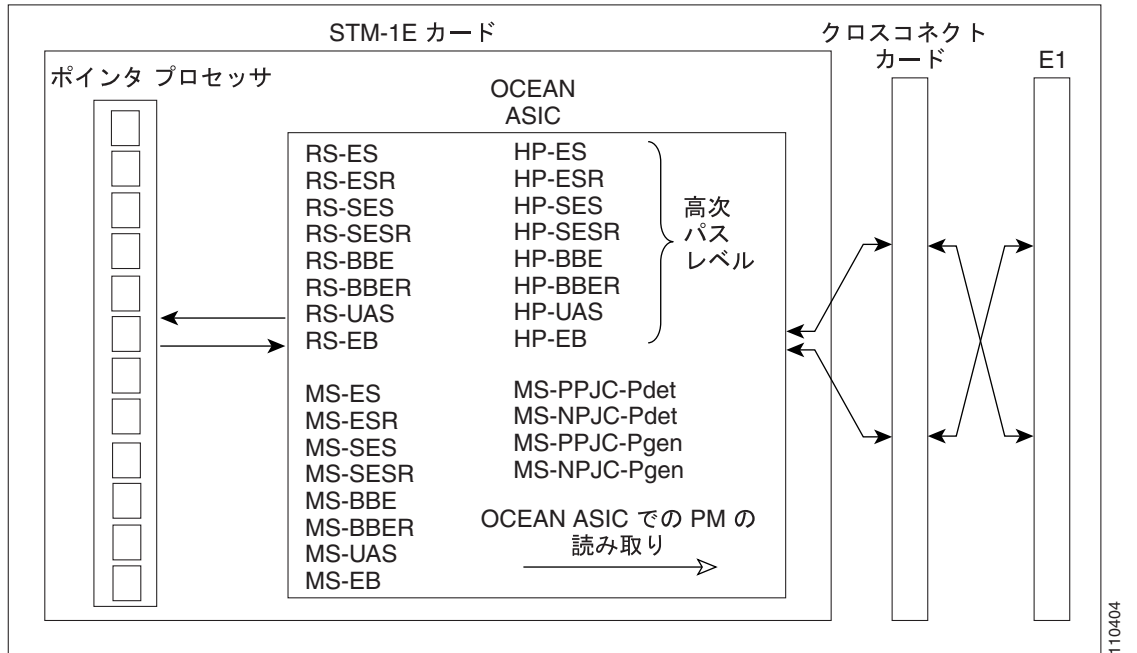 STM-1E カード
クロスコネクト
カード
E1
ポインタ プロセッサ
OCEAN
ASIC
RS-ES
RS-ESR
RS-SES
RS-SESR
RS-BBE
RS-BBER
RS-UAS
RS-EB
HP-ES
HP-ESR
HP-SES
HP-SESR
HP-BBE
HP-BBER
HP-UAS
HP-EB
高次
パス
レベル
MS-ES
MS-ESR
MS-SES
MS-SESR
MS-BBE
MS-BBER
MS-UAS
MS-EB
MS-PPJC-Pdet
MS-NPJC-Pdet
MS-PPJC-Pgen
MS-NPJC-Pgen
OCEAN ASIC での PM の
読み取り
110404